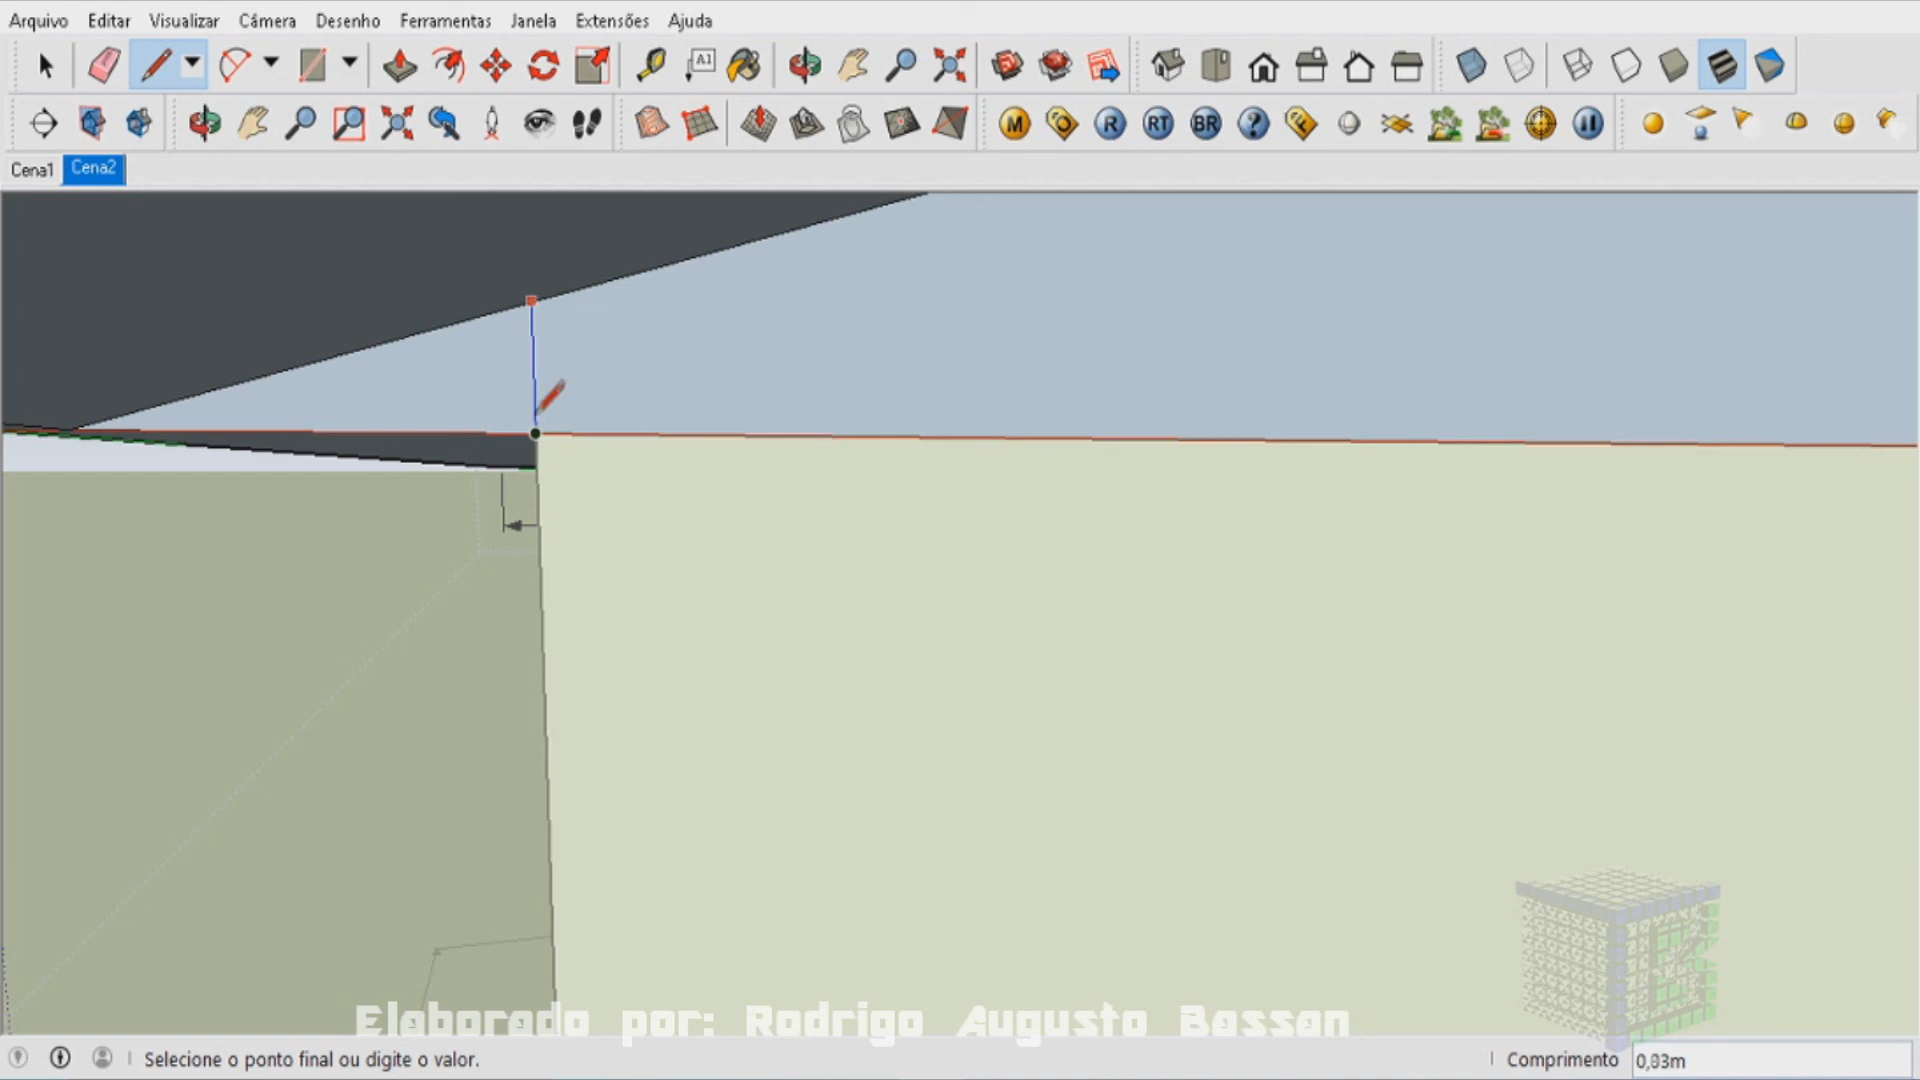 Arquivo Editar Visualizar Câmera Desenho Ferramentas Janela Extensões Ajuda
A1
M R RT BR ?
Cena1 Cena2
Elaborado por: Rodrigo Augusto Bassan
Selecione o ponto final ou digite o valor. Comprimento 0,83m